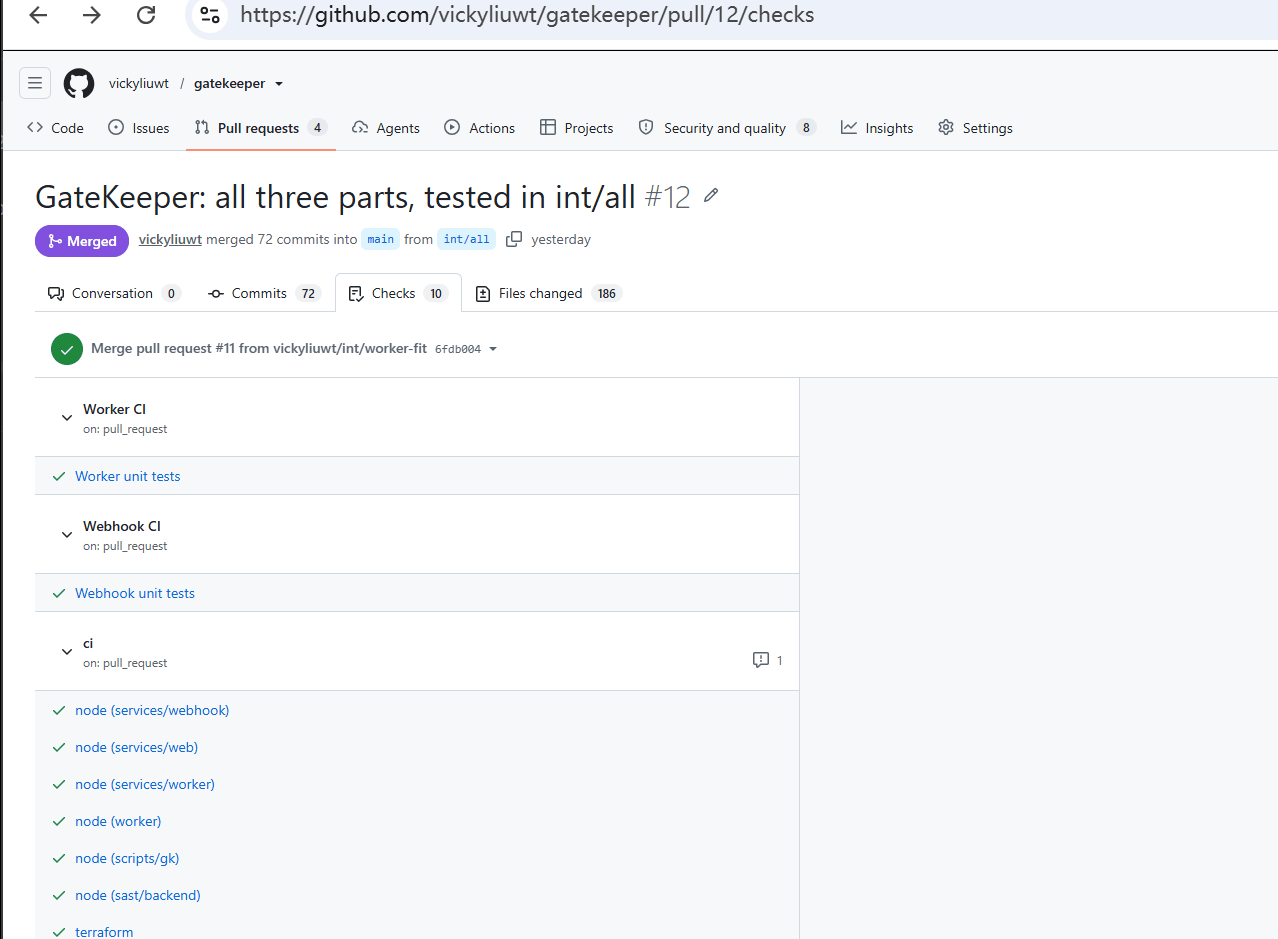 https://github.com/vickyliuwt/gatekeeper/pull/12/checks
vickyliuwt / gatekeeper
Code Issues Pull requests 4 Agents Actions Projects Security and quality 8 Insights Settings
GateKeeper: all three parts, tested in int/all #12
Merged vickyliuwt merged 72 commits into main from int/all yesterday
Conversation 0 Commits 72 Checks 10 Files changed 186
Merge pull request #11 from vickyliuwt/int/worker-fit 6fdb004
Worker CI
on: pull_request
Worker unit tests
Webhook CI
on: pull_request
Webhook unit tests
ci
on: pull_request
1
node (services/webhook)
node (services/web)
node (services/worker)
node (worker)
node (scripts/gk)
node (sast/backend)
terraform